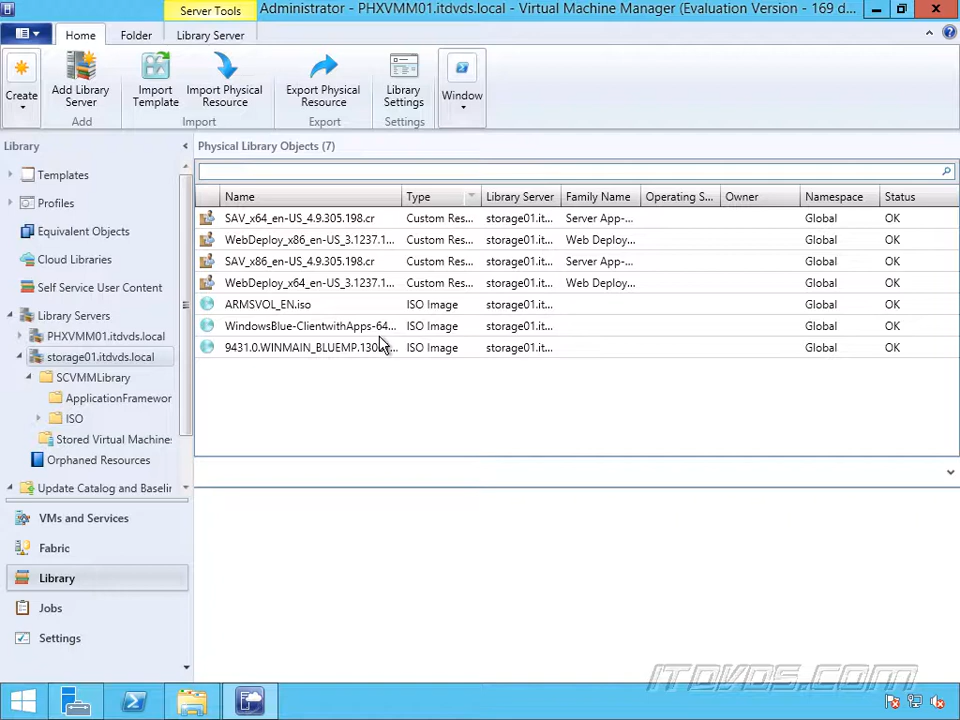 Server Tools
Administrator - PHXVMM01.itdvds.local - Virtual Machine Manager (Evaluation Version - 169 d...
Home
Folder
Library Server
Create
Add Library Server
Import Template
Import Physical Resource
Export Physical Resource
Library Settings
Window
Add
Import
Export
Settings
Library
Physical Library Objects (7)
Name Type Library Server Family Name Operating S... Owner Namespace Status
SAV_x64_en-US_4.9.305.198.cr Custom Res... storage01.it... Server App-... Global OK
WebDeploy_x86_en-US_3.1237.1... Custom Res... storage01.it... Web Deploy... Global OK
SAV_x86_en-US_4.9.305.198.cr Custom Res... storage01.it... Server App-... Global OK
WebDeploy_x64_en-US_3.1237.1... Custom Res... storage01.it... Web Deploy... Global OK
ARMSVOL_EN.iso ISO Image storage01.it... Global OK
WindowsBlue-ClientwithApps-64... ISO Image storage01.it... Global OK
9431.0.WINMAIN_BLUEMP.130... ISO Image storage01.it... Global OK
Templates
Profiles
Equivalent Objects
Cloud Libraries
Self Service User Content
Library Servers
PHXVMM01.itdvds.local
storage01.itdvds.local
SCVMMLibrary
ApplicationFramewor
ISO
Stored Virtual Machine
Orphaned Resources
Update Catalog and Baselin
VMs and Services
Fabric
Library
Jobs
Settings
ITDVDS.COM